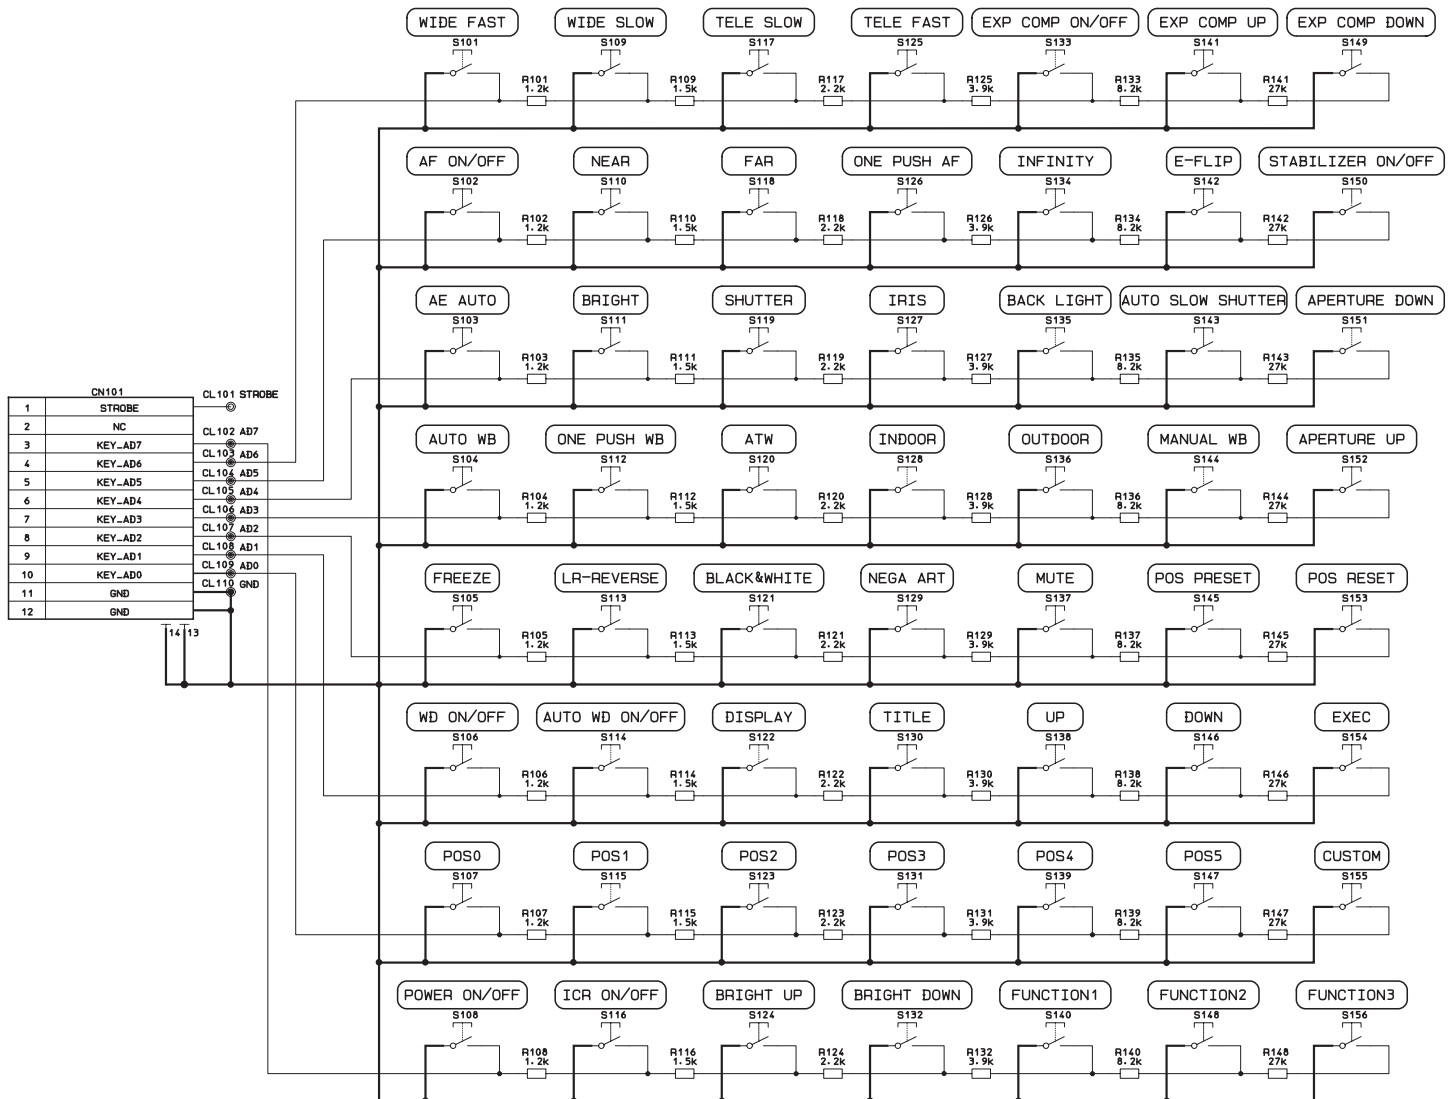 WIDE FAST WIDE SLOW TELE SLOW TELE FAST EXP COMP ON/OFF EXP COMP UP EXP COMP DOWN
S101 S109 S117 S125 S133 S141 S149
R101 R109 R117 R125 R133 R141
1.2k 1.5k 2.2k 3.9k 8.2k 27k
AF ON/OFF NEAR FAR ONE PUSH AF INFINITY E-FLIP STABILIZER ON/OFF
S102 S110 S118 S126 S134 S142 S150
R102 R110 R118 R126 R134 R142
1.2k 1.5k 2.2k 3.9k 8.2k 27k
AE AUTO BRIGHT SHUTTER IRIS BACK LIGHT AUTO SLOW SHUTTER APERTURE DOWN
S103 S111 S119 S127 S135 S143 S151
R103 R111 R119 R127 R135 R143
1.2k 1.5k 2.2k 3.9k 8.2k 27k
CN101
1 STROBE CL101 STROBE
2 NC
3 KEY_AD7 CL102 AD7
4 KEY_AD6 CL103 AD6
5 KEY_AD5 CL104 AD5
6 KEY_AD4 CL105 AD4
7 KEY_AD3 CL106 AD3
8 KEY_AD2 CL107 AD2
9 KEY_AD1 CL108 AD1
10 KEY_AD0 CL109 AD0
11 GND CL110 GND
12 GND
14 13
AUTO WB ONE PUSH WB ATW INDOOR OUTDOOR MANUAL WB APERTURE UP
S104 S112 S120 S128 S136 S144 S152
R104 R112 R120 R128 R136 R144
1.2k 1.5k 2.2k 3.9k 8.2k 27k
FREEZE LR-REVERSE BLACK&WHITE NEGA ART MUTE POS PRESET POS RESET
S105 S113 S121 S129 S137 S145 S153
R105 R113 R121 R129 R137 R145
1.2k 1.5k 2.2k 3.9k 8.2k 27k
WD ON/OFF AUTO WD ON/OFF DISPLAY TITLE UP DOWN EXEC
S106 S114 S122 S130 S138 S146 S154
R106 R114 R122 R130 R138 R146
1.2k 1.5k 2.2k 3.9k 8.2k 27k
POS0 POS1 POS2 POS3 POS4 POS5 CUSTOM
S107 S115 S123 S131 S139 S147 S155
R107 R115 R123 R131 R139 R147
1.2k 1.5k 2.2k 3.9k 8.2k 27k
POWER ON/OFF ICR ON/OFF BRIGHT UP BRIGHT DOWN FUNCTION1 FUNCTION2 FUNCTION3
S108 S116 S124 S132 S140 S148 S156
R108 R116 R124 R132 R140 R148
1.2k 1.5k 2.2k 3.9k 8.2k 27k